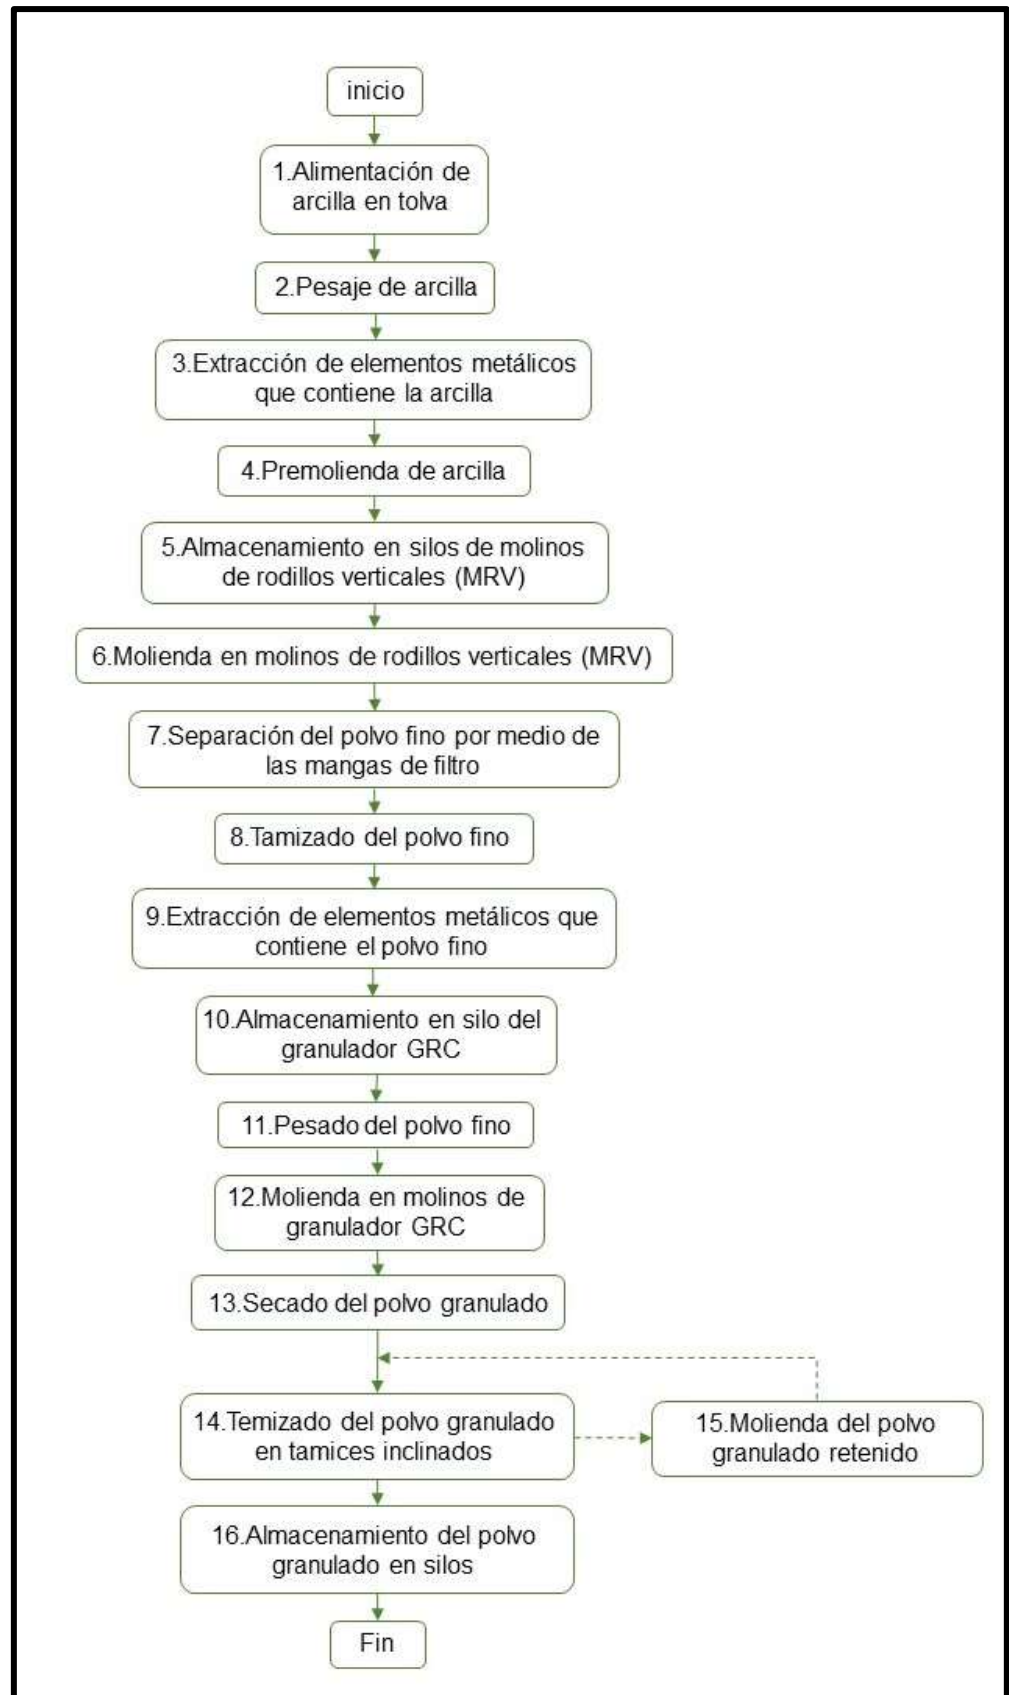 inicio
1.Alimentación de
arcilla en tolva
2.Pesaje de arcilla
3.Extracción de elementos metálicos
que contiene la arcilla
4.Premolienda de arcilla
5.Almacenamiento en silos de molinos
de rodillos verticales (MRV)
6.Molienda en molinos de rodillos verticales (MRV)
7.Separación del polvo fino por medio de
las mangas de filtro
8.Tamizado del polvo fino
9.Extracción de elementos metálicos que
contiene el polvo fino
10.Almacenamiento en silo del
granulador GRC
11.Pesado del polvo fino
12.Molienda en molinos de
granulador GRC
13.Secado del polvo granulado
14.Temizado del polvo granulado
en tamices inclinados
15.Molienda del polvo
granulado retenido
16.Almacenamiento del polvo
granulado en silos
Fin